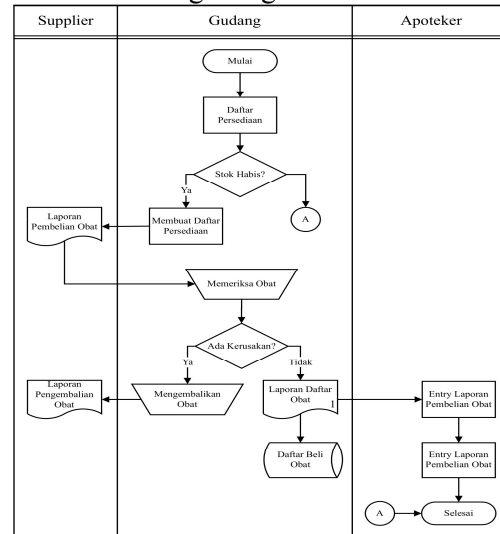 Supplier
Gudang
Apoteker
Mulai
Daftar
Persediaan
Stok Habis?
Ya
A
Laporan
Pembelian Obat
Membuat Daftar
Persediaan
Memeriksa Obat
Ada Kerusakan?
Ya
Tidak
Laporan
Pengembalian
Obat
Mengembalikan
Obat
Laporan Daftar
Obat
1
Entry Laporan
Pembelian Obat
Daftar Beli
Obat
Entry Laporan
Pembelian Obat
A
Selesai